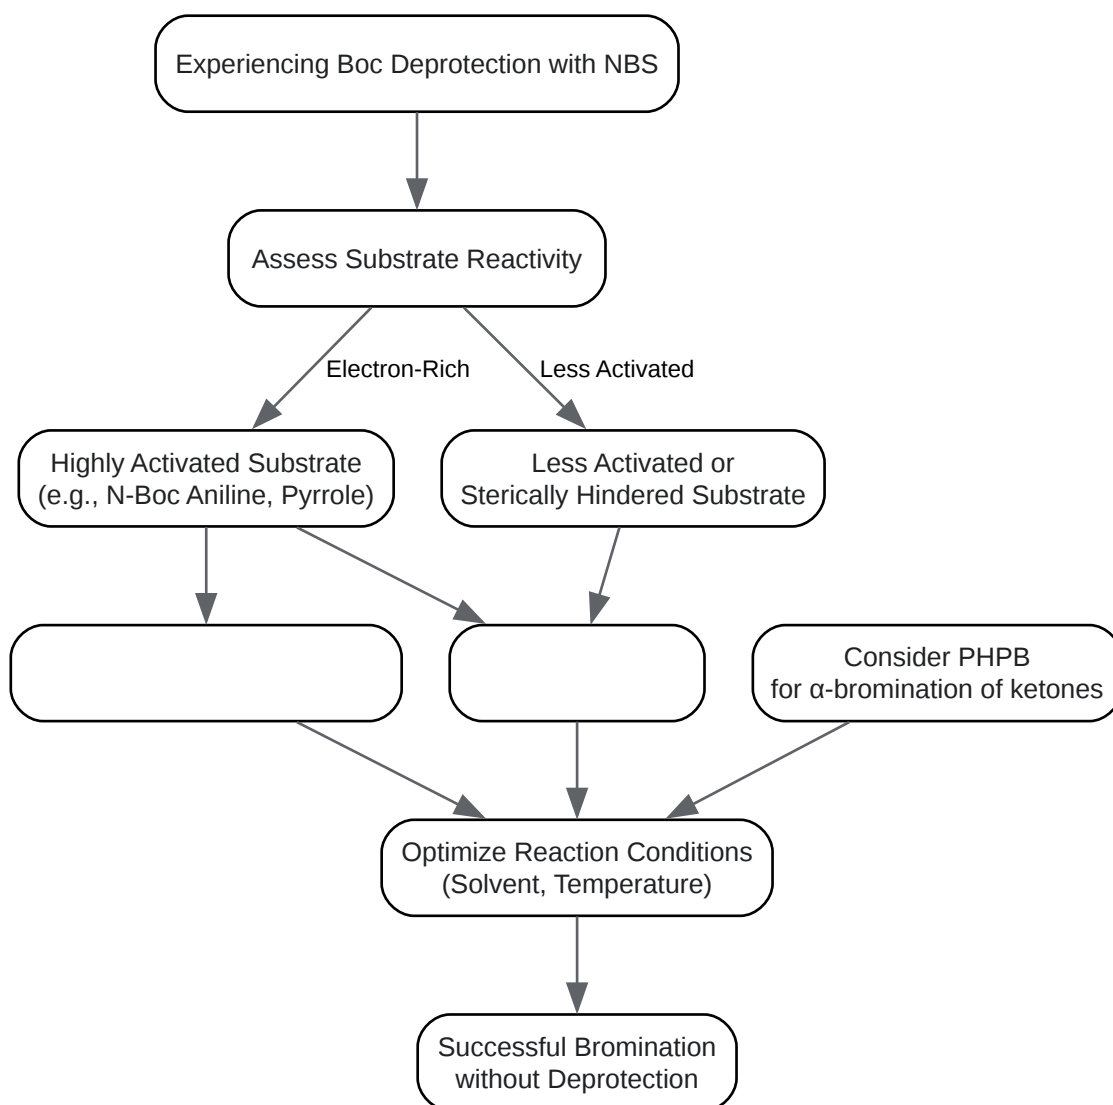 Experiencing Boc Deprotection with NBS
Assess Substrate Reactivity
Electron-Rich
Less Activated
Highly Activated Substrate
(e.g., N-Boc Aniline, Pyrrole)
Less Activated or
Sterically Hindered Substrate
Consider PHPB
for α-bromination of ketones
Optimize Reaction Conditions
(Solvent, Temperature)
Successful Bromination
without Deprotection